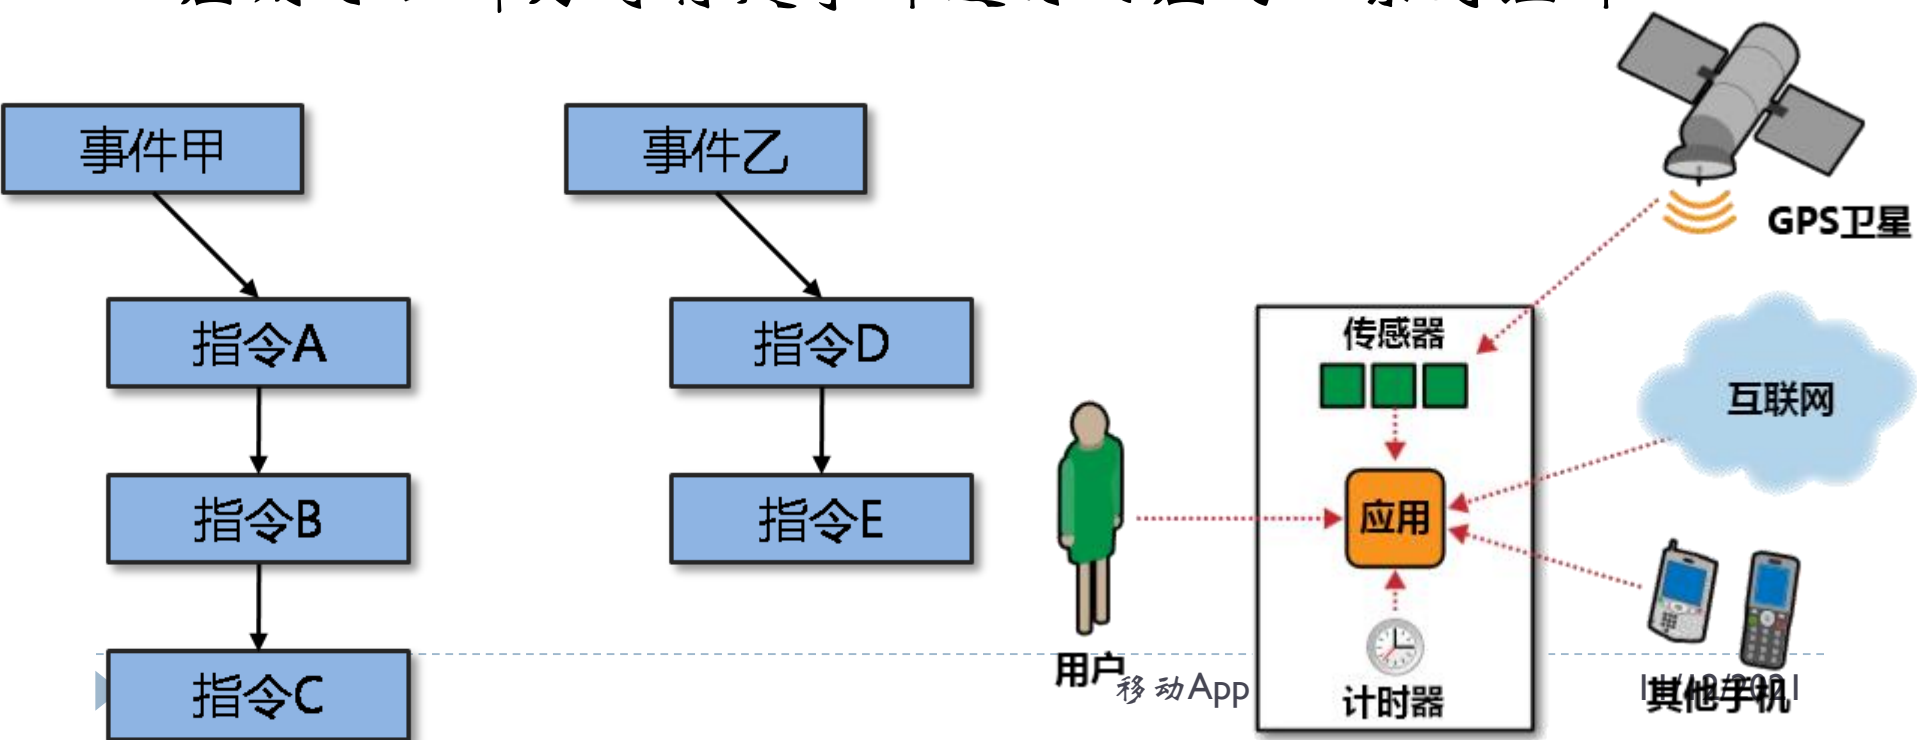 事件甲
事件乙
GPS卫星
指令A
指令D
传感器
互联网
指令B
指令E
应用
用户
移动App
指令C
计时器
其他手机